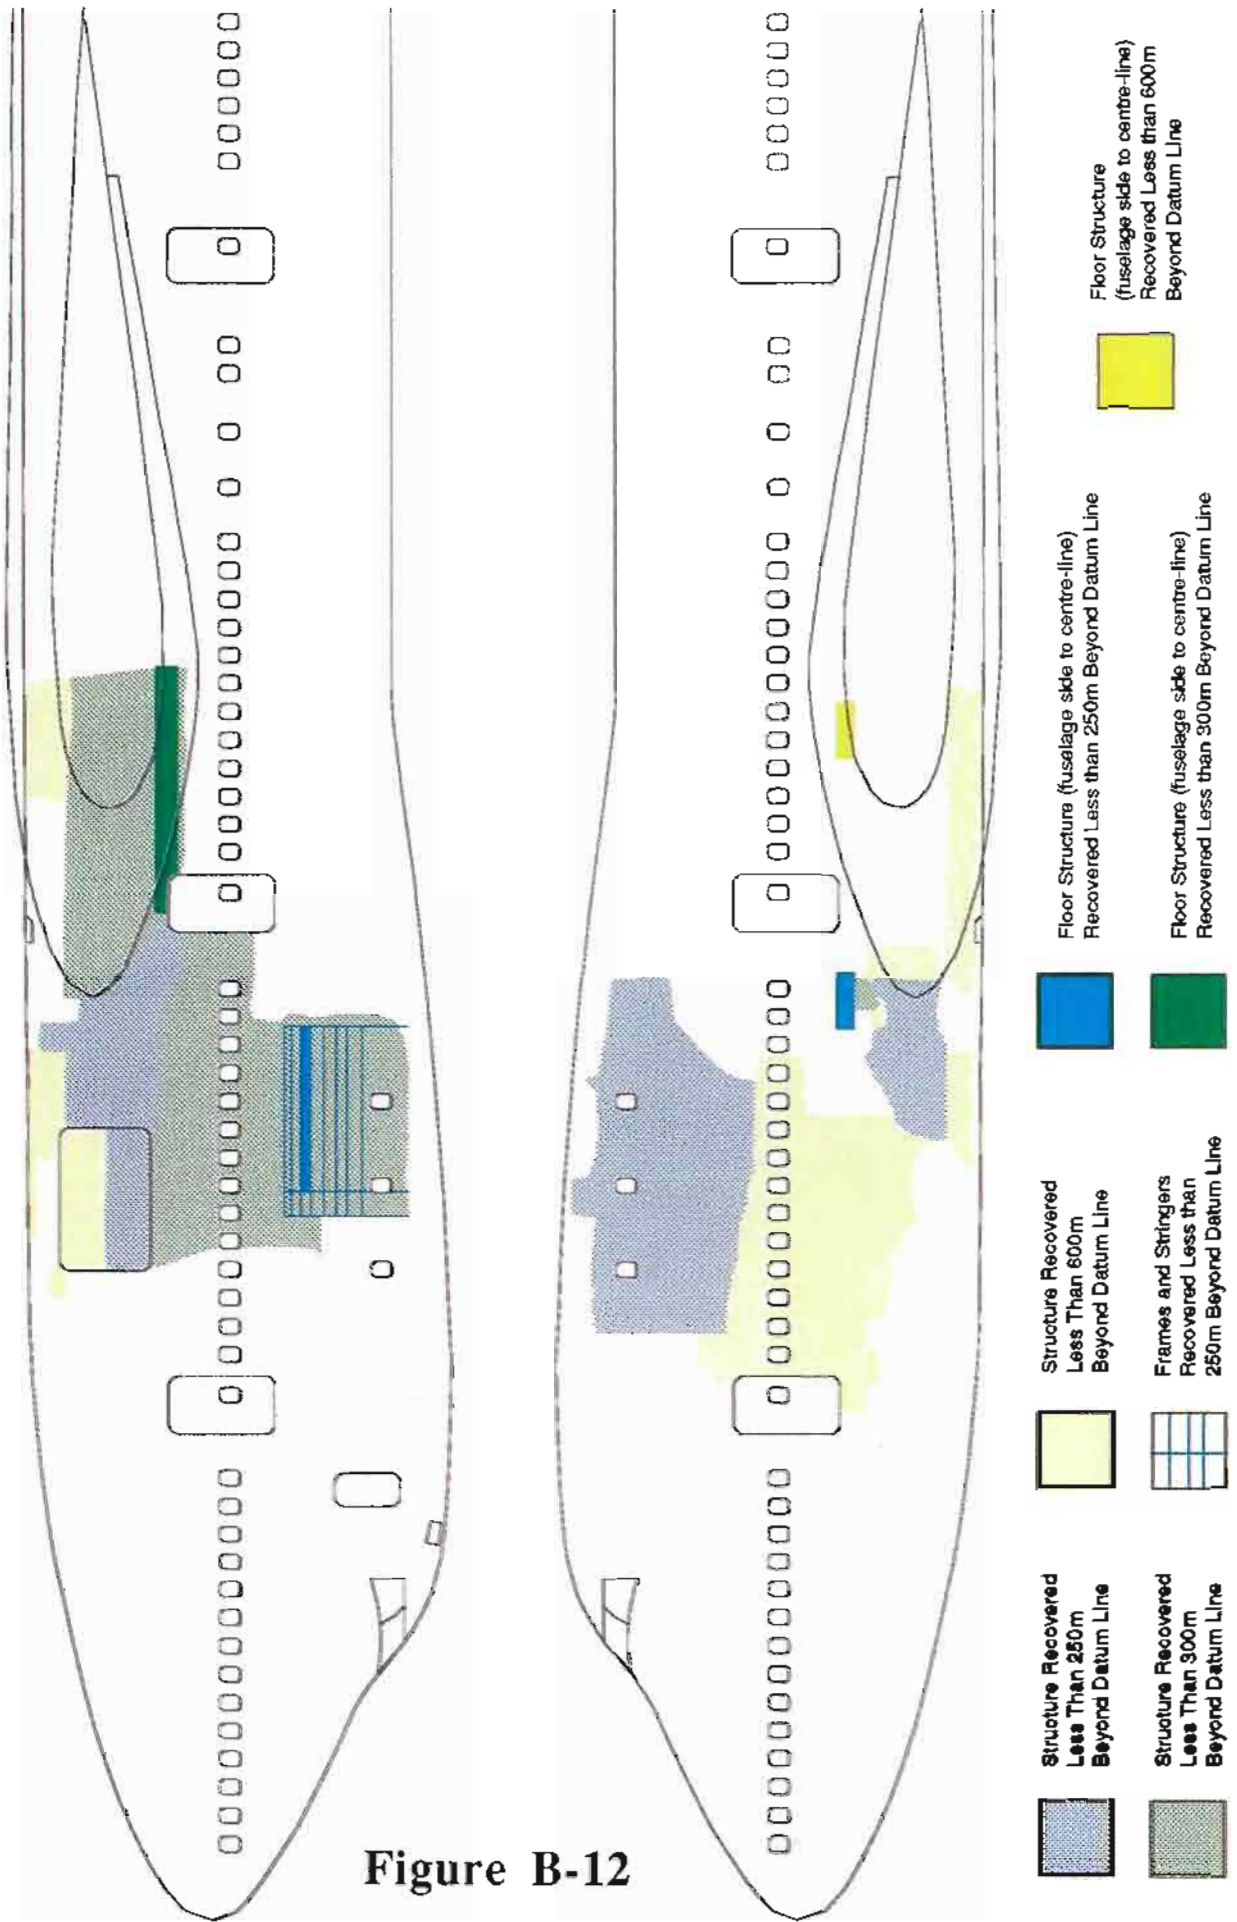 Figure B-12
Structure Recovered
Less Than 250m
Beyond Datum Line
Structure Recovered
Less Than 300m
Beyond Datum Line
Structure Recovered
Less Than 600m
Beyond Datum Line
Frames and Stringers
Recovered Less than
250m Beyond Datum Line
Floor Structure (fuselage side to centre-line)
Recovered Less than 250m Beyond Datum Line
Floor Structure (fuselage side to centre-line)
Recovered Less than 300m Beyond Datum Line
Floor Structure
(fuselage side to centre-line)
Recovered Less than 600m
Beyond Datum Line